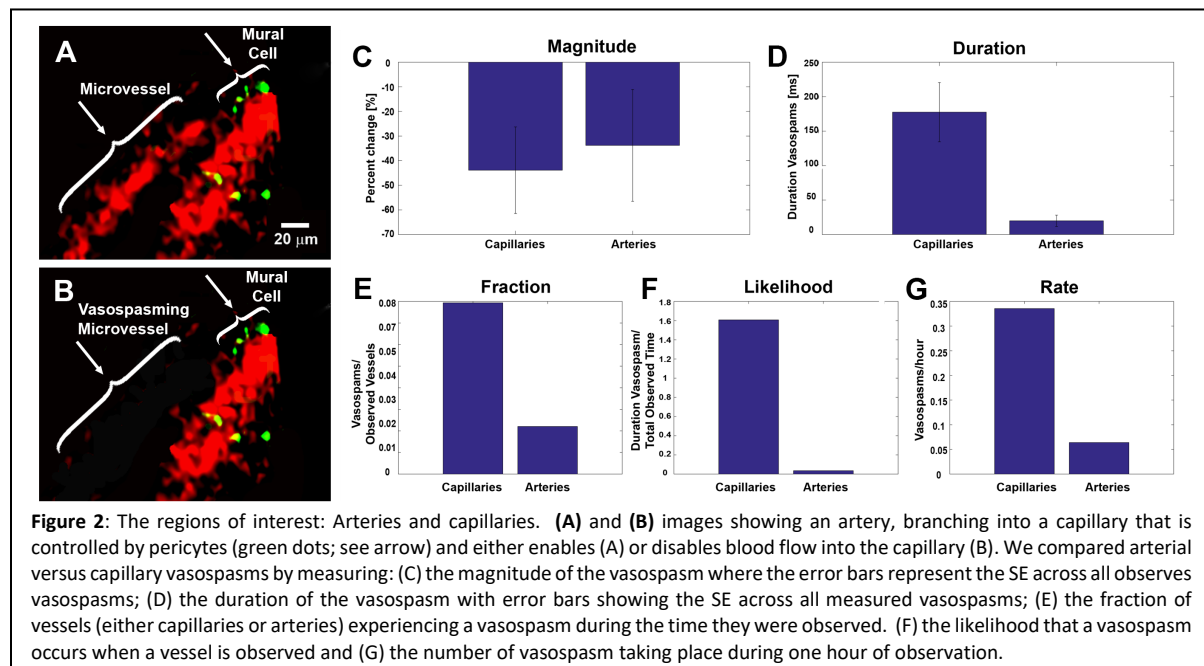 A
Microvessel
Mural
Cell
20 μm
B
Vasospasming
Microvessel
Mural
Cell
C
Magnitude
Percent change [%]
0
-10
-20
-30
-40
-50
-60
-70
Capillaries
Arteries
D
Duration
Duration Vasospams [ms]
250
200
150
100
50
0
Capillaries
Arteries
E
Fraction
Vasospams/
Observed Vessels
0.08
0.08
0.06
0.04
0.04
0.02
0.01
0
Capillaries
Arteries
F
Likelihood
Duration Vasospasm/
Total Observed Time
1.8
1.6
1.4
1.2
1
0.8
0.6
0.4
0.2
0
Capillaries
Arteries
G
Rate
Vasospasms/hour
0.35
0.3
0.25
0.2
0.15
0.1
0.05
0
Capillaries
Arteries
Figure 2: The regions of interest: Arteries and capillaries. (A) and (B) images showing an artery, branching into a capillary that is
controlled by pericytes (green dots; see arrow) and either enables (A) or disables blood flow into the capillary (B). We compared arterial
versus capillary vasospasms by measuring: (C) the magnitude of the vasospasm where the error bars represent the SE across all observes
vasospasms; (D) the duration of the vasospasm with error bars showing the SE across all measured vasospasms; (E) the fraction of
vessels (either capillaries or arteries) experiencing a vasospasm during the time they were observed. (F) the likelihood that a vasospasm
occurs when a vessel is observed and (G) the number of vasospasm taking place during one hour of observation.